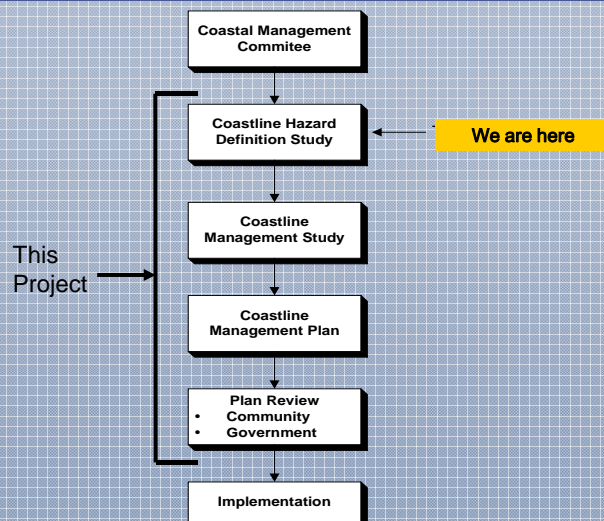 Coastal Management
Commitee
Coastline Hazard
Definition Study
We are here
Coastline
Management Study
This
Project
Coastline
Management Plan
Plan Review
• Community
• Government
Implementation